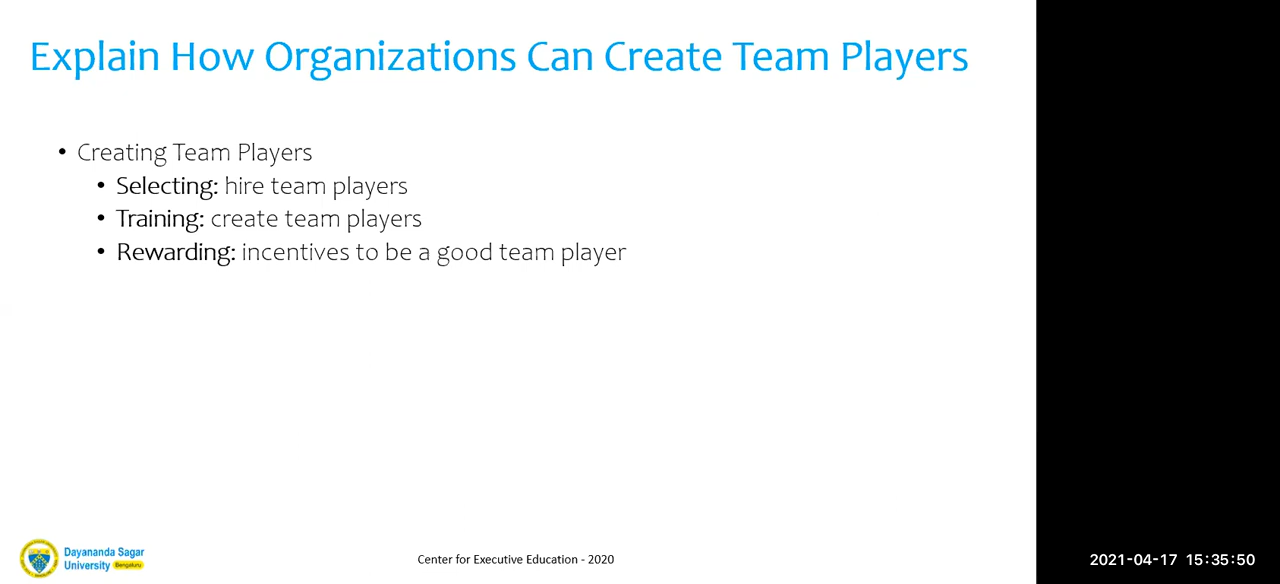 Explain How Organizations Can Create Team Players
• Creating Team Players
• Selecting: hire team players
• Training: create team players
• Rewarding: incentives to be a good team player
Dayananda Sagar
University Bengaluru
Center for Executive Education - 2020
2021-04-17 15:35:50